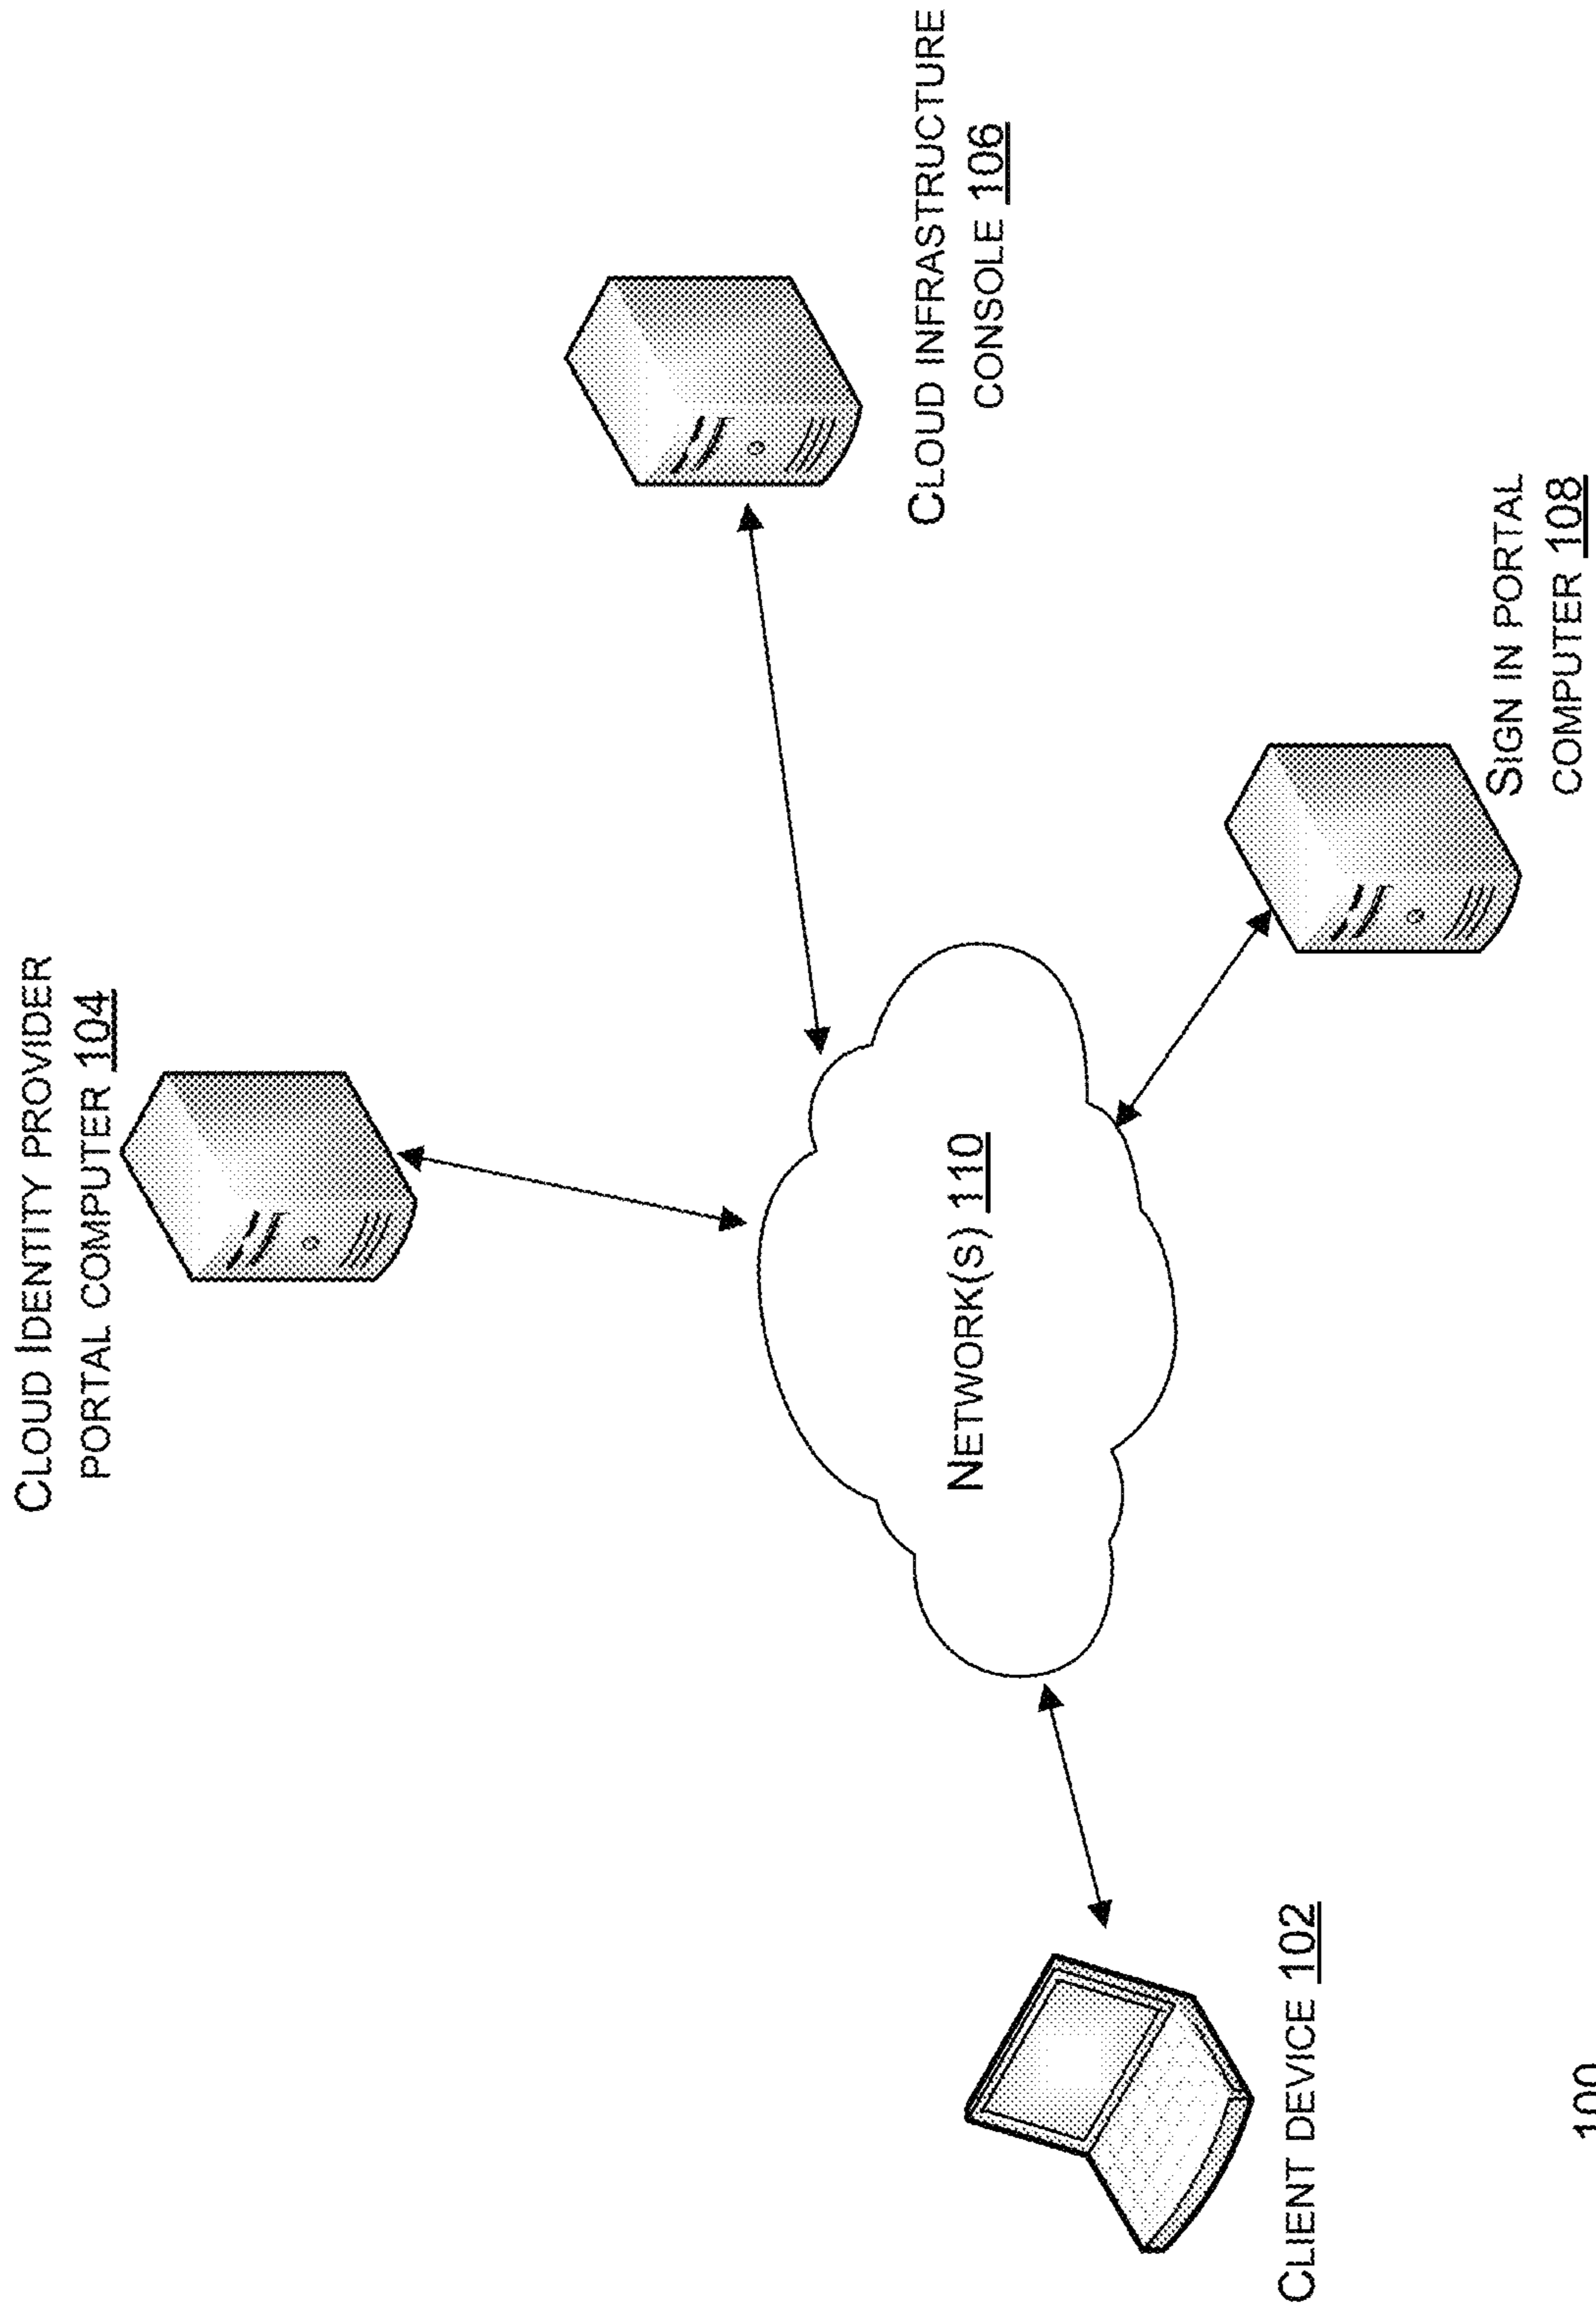 Cloud Identity provider
portal computer 104
Cloud infrastructure
console 106
Network(s) 110
Sign in portal
computer 108
Client device 102
100